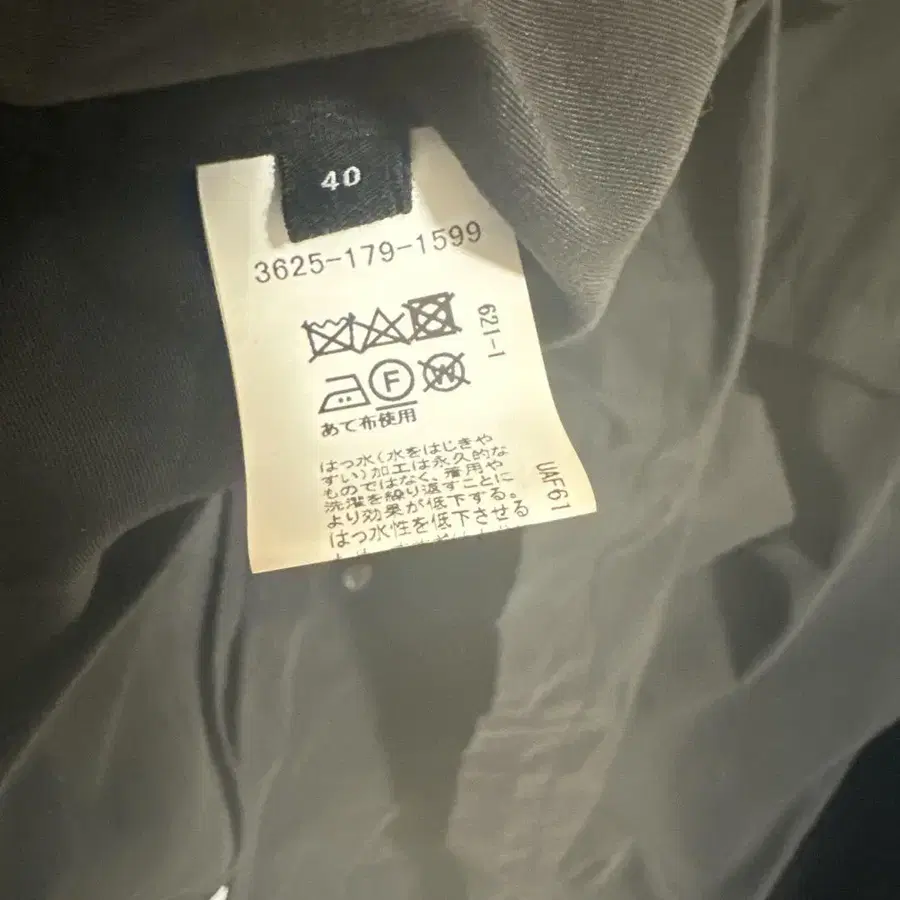 40
3625-179-1599
621-1
F
W
あて布使用
はっ水(水をはじきや
すい)加工は永久的な
ものではなく、着用や
洗濯を繰り返すことに
より効果が低下する。
はっ水性を低下させる
UAF61